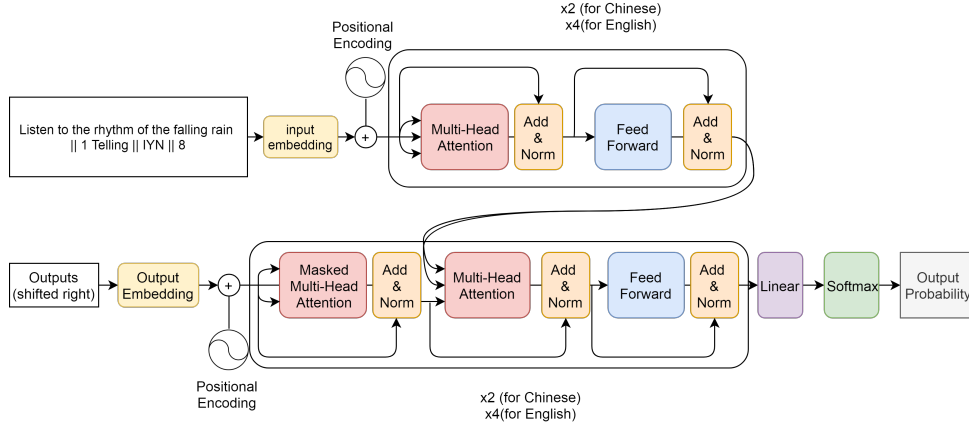 x2 (for Chinese)
x4(for English)
Positional
Encoding
Listen to the rhythm of the falling rain
|| 1 Telling || IYN || 8
input
embedding
+
Multi-Head
Attention
Add
&
Norm
Feed
Forward
Add
&
Norm
Outputs
(shifted right)
Output
Embedding
+
Masked
Multi-Head
Attention
Add
&
Norm
Multi-Head
Attention
Add
&
Norm
Feed
Forward
Add
&
Norm
Linear
Softmax
Output
Probability
Positional
Encoding
x2 (for Chinese)
x4(for English)